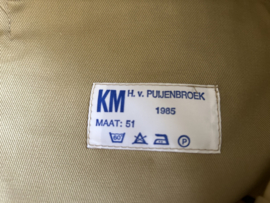 KM H. v. PUIJENBROEK
1985
MAAT: 51
P